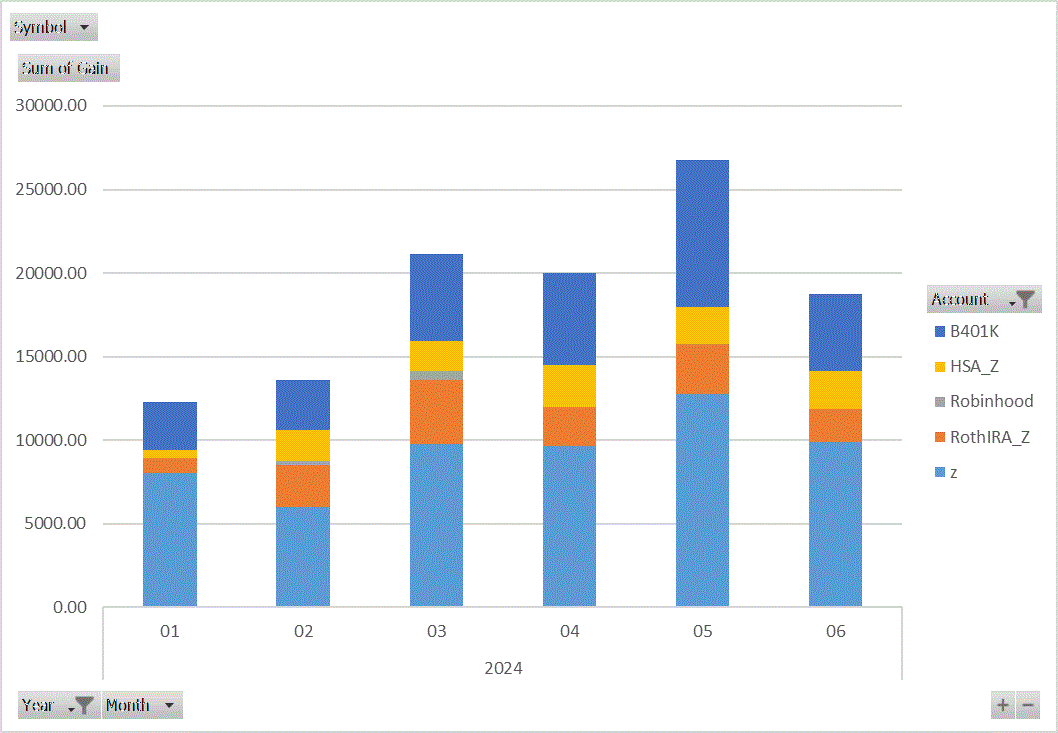 Symbol
Sum of Gain
30000.00
25000.00
20000.00
15000.00
10000.00
5000.00
0.00
01 02 03 04 05 06
2024
Account
B401K
HSA_Z
Robinhood
RothIRA_Z
z
Year Month + −